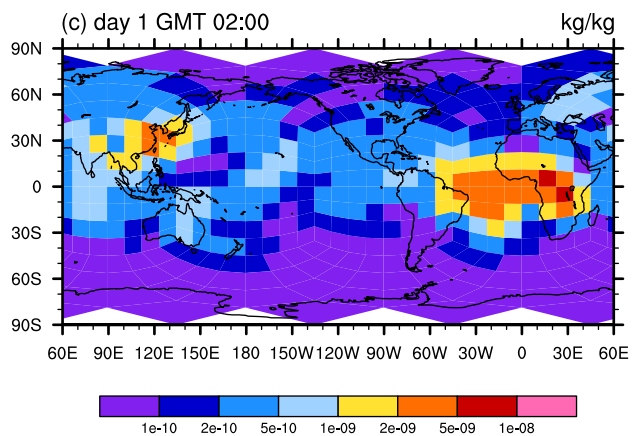 (c) day 1 GMT 02:00 kg/kg
90N
60N
30N
0
30S
60S
90S
60E 90E 120E 150E 180 150W 120W 90W 60W 30W 0 30E 60E
1e-10 2e-10 5e-10 1e-09 2e-09 5e-09 1e-08